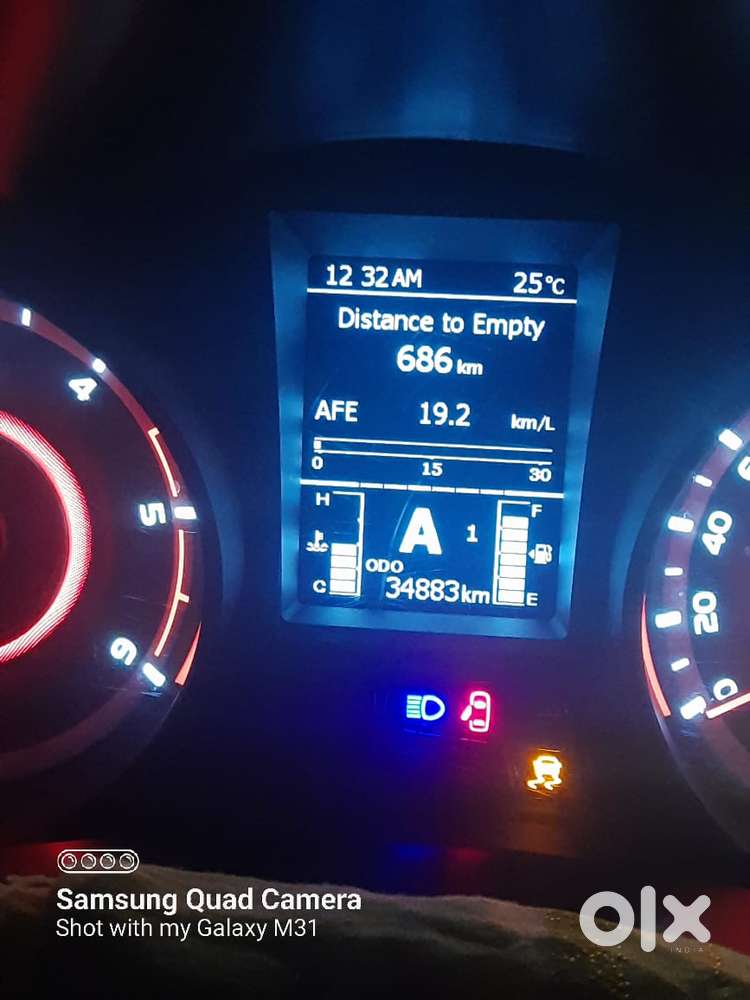 12 32 AM 25°C
Distance to Empty
686 km
AFE 19.2 km/L
0 15 30
H F
A 1
C E
ODO
34883km
4
5
6
40
20
0
Samsung Quad Camera
Shot with my Galaxy M31
olx
INDIA